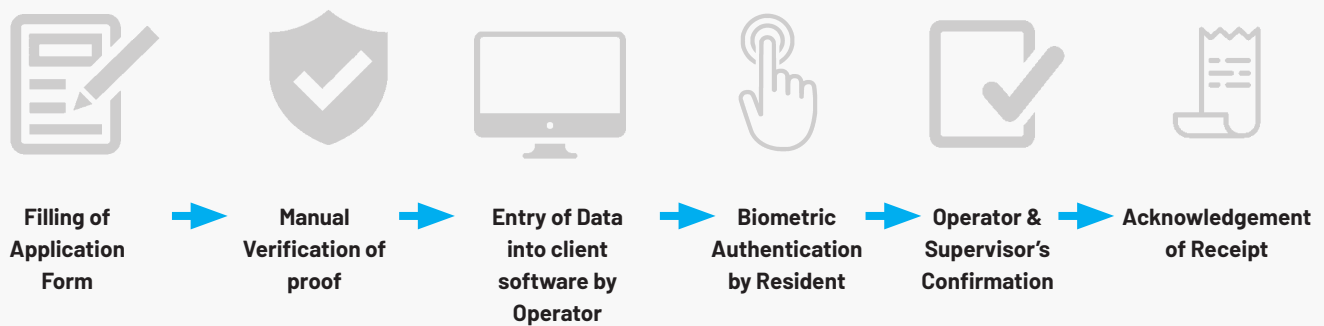 Filling of
Application
Form
Manual
Verification of
proof
Entry of Data
into client
software by
Operator
Biometric
Authentication
by Resident
Operator &
Supervisor's
Confirmation
Acknowledgement
of Receipt